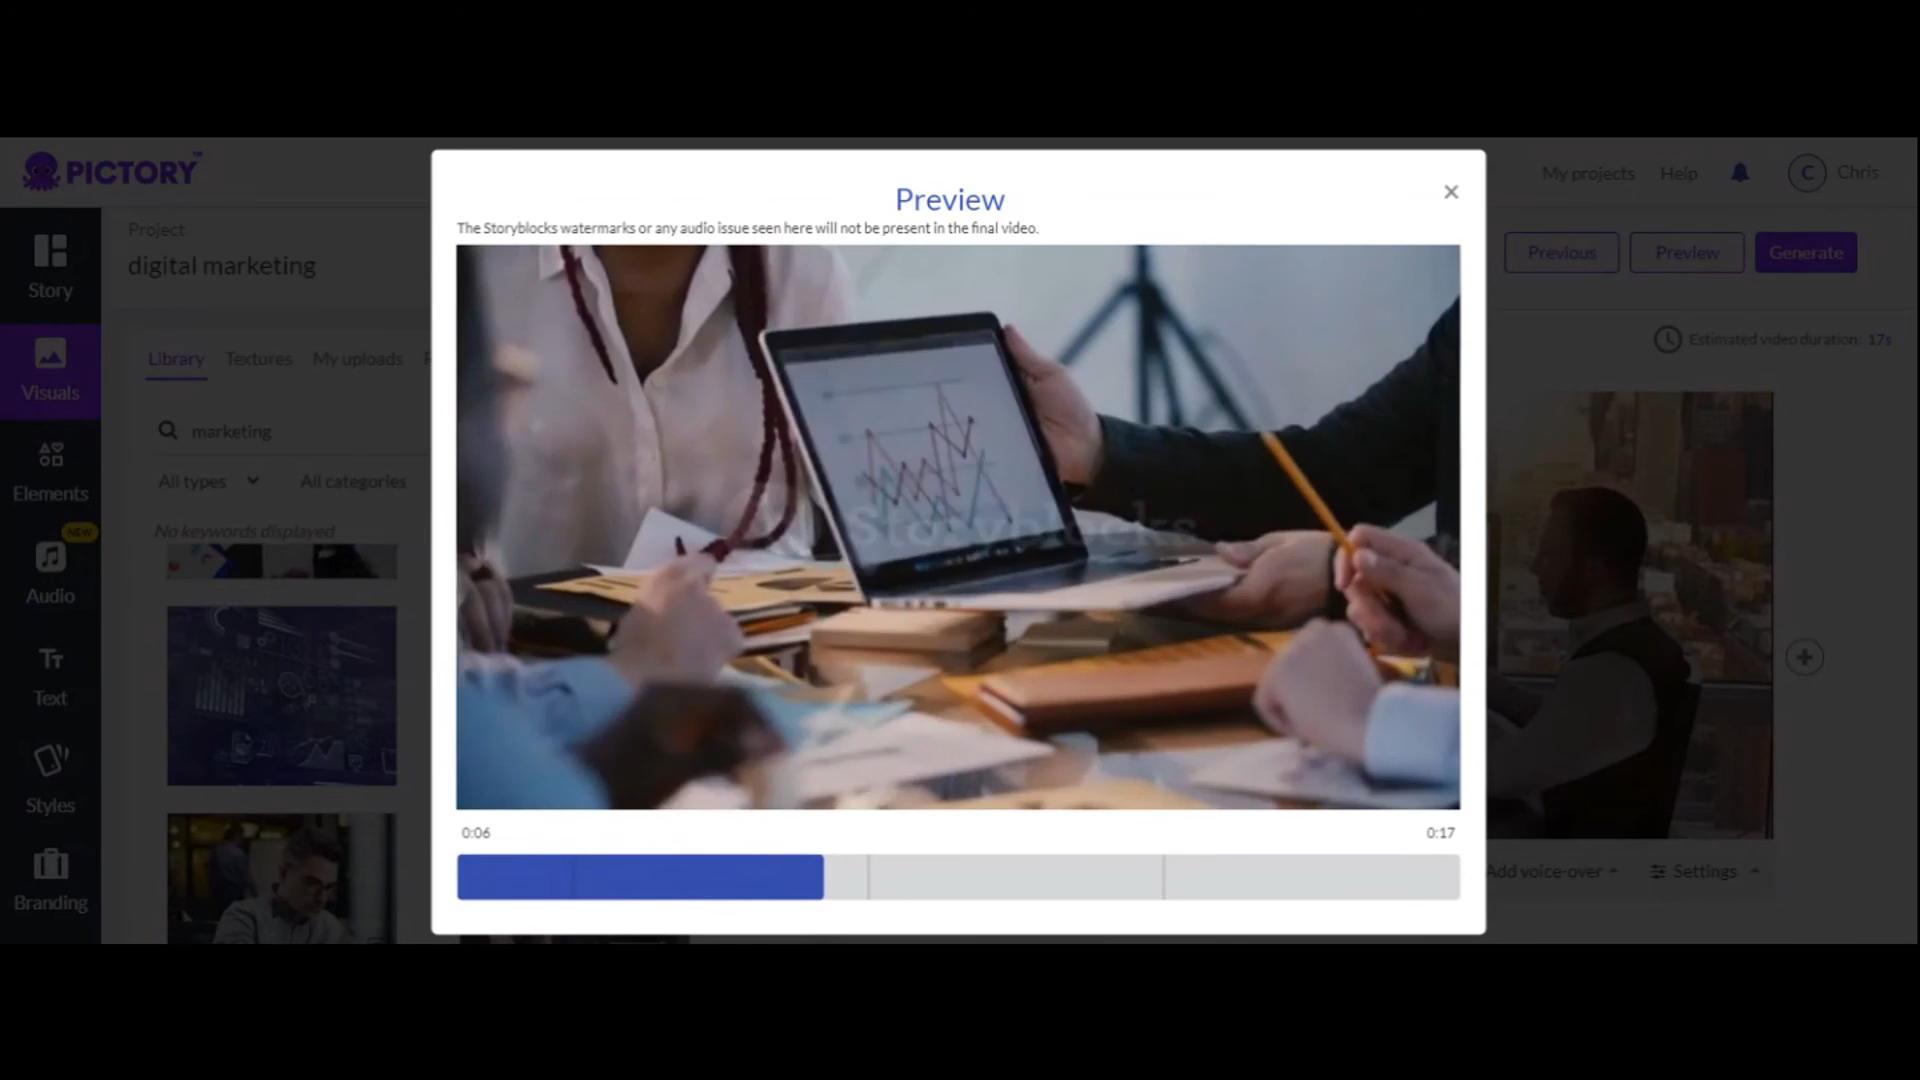 PICTORY™
My projects
Help
C
Chris
Preview
The Storyblocks watermarks or any audio issue seen here will not be present in the final video.
Project
digital marketing
Previous
Preview
Generate
Estimated video duration: 17s
Story
Visuals
Elements
NEW
Audio
Text
Styles
Branding
Library
Textures
My uploads
marketing
All types
All categories
No keywords displayed
Storyblocks
0:06
0:17
Add voice-over
Settings